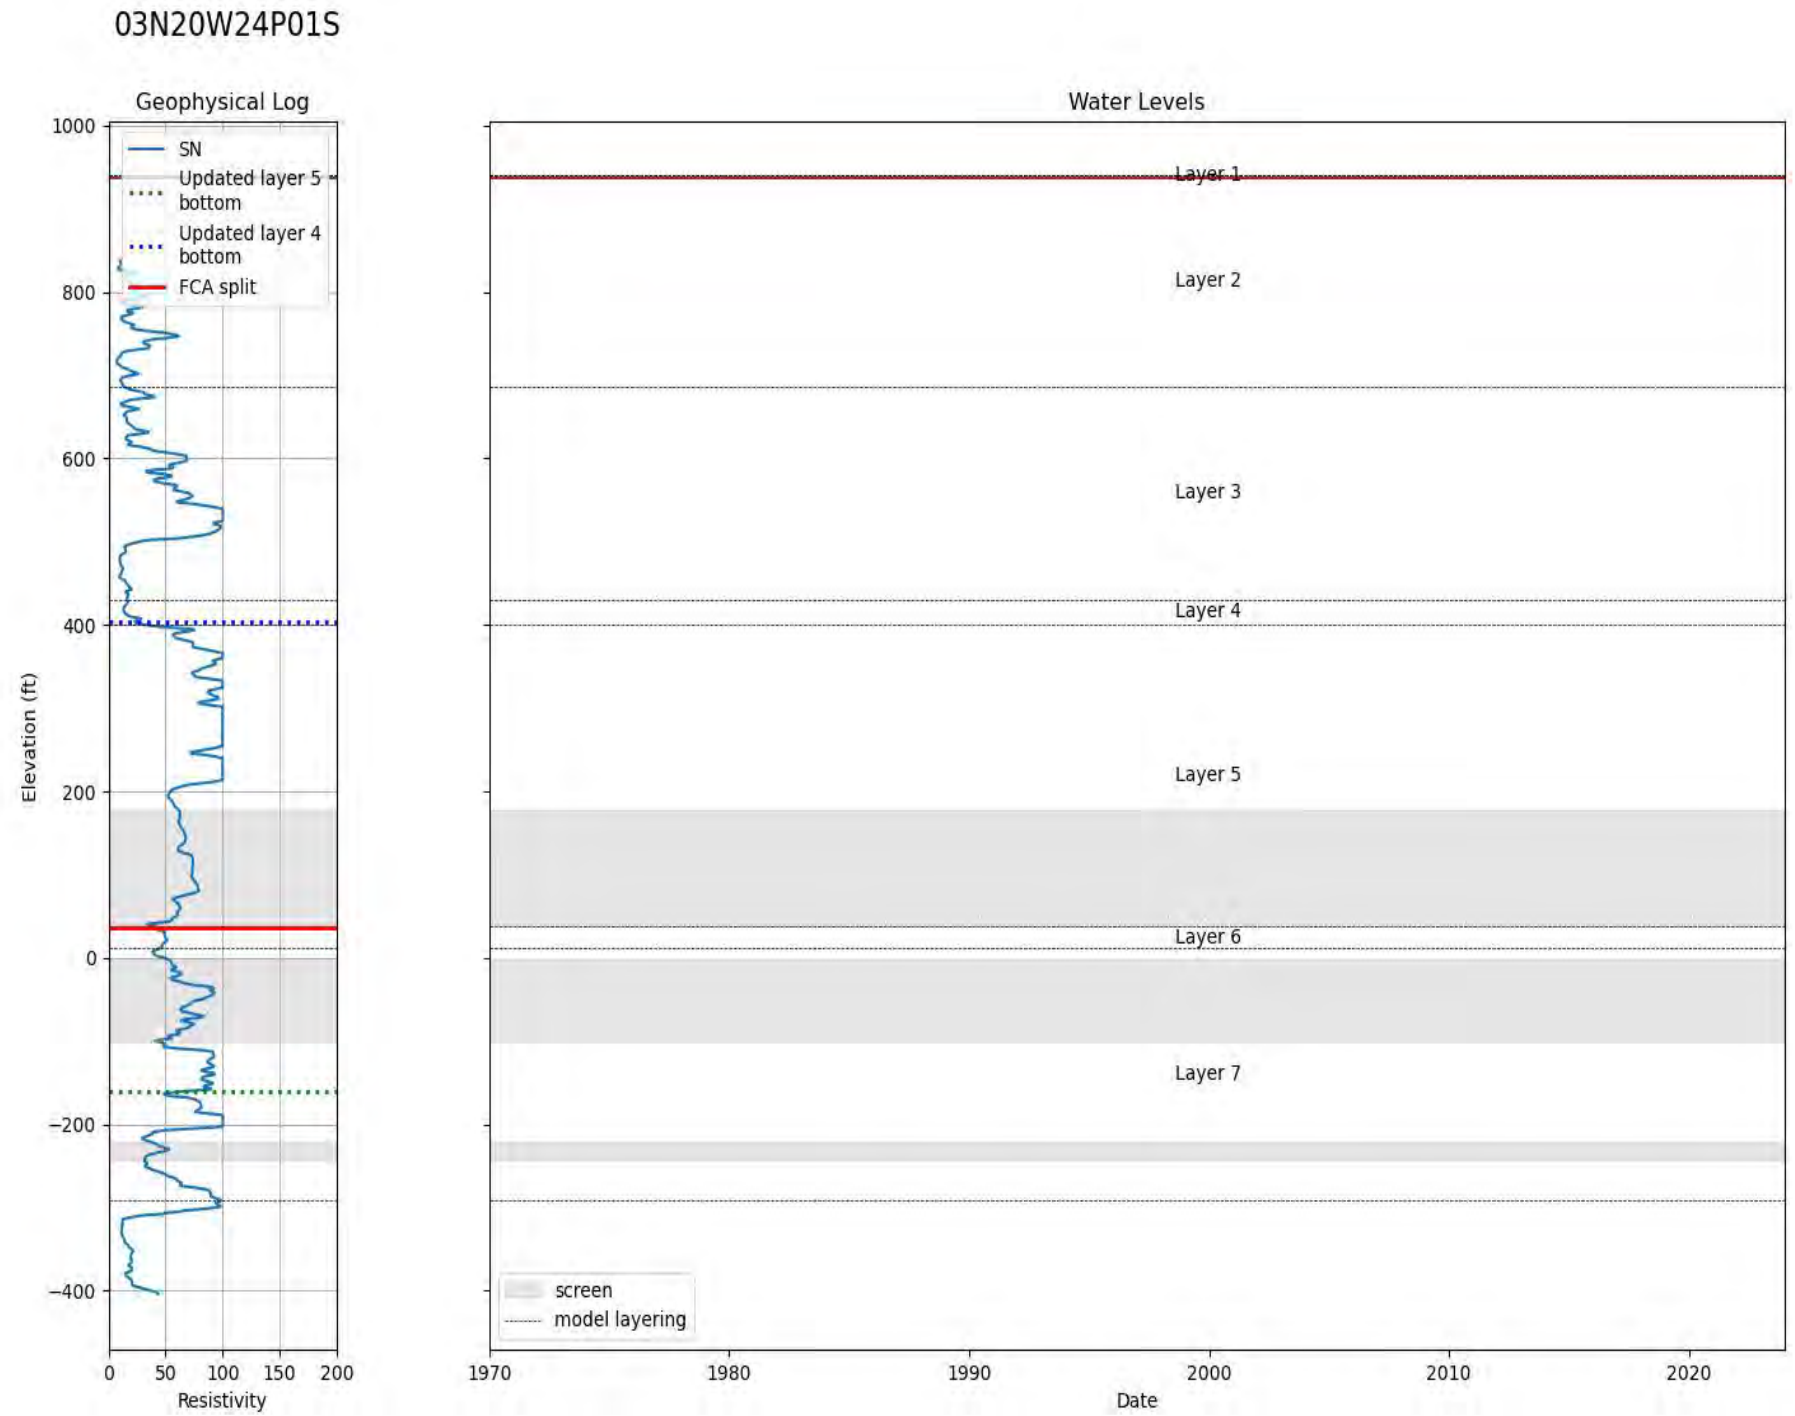 03N20W24P01S
Geophysical Log
Water Levels
SN
Updated layer 5
bottom
Updated layer 4
bottom
FCA split
1000
800
600
400
200
0
−200
−400
Elevation (ft)
0 50 100 150 200
Resistivity
Layer 1
Layer 2
Layer 3
Layer 4
Layer 5
Layer 6
Layer 7
screen
model layering
1970 1980 1990 2000 2010 2020
Date